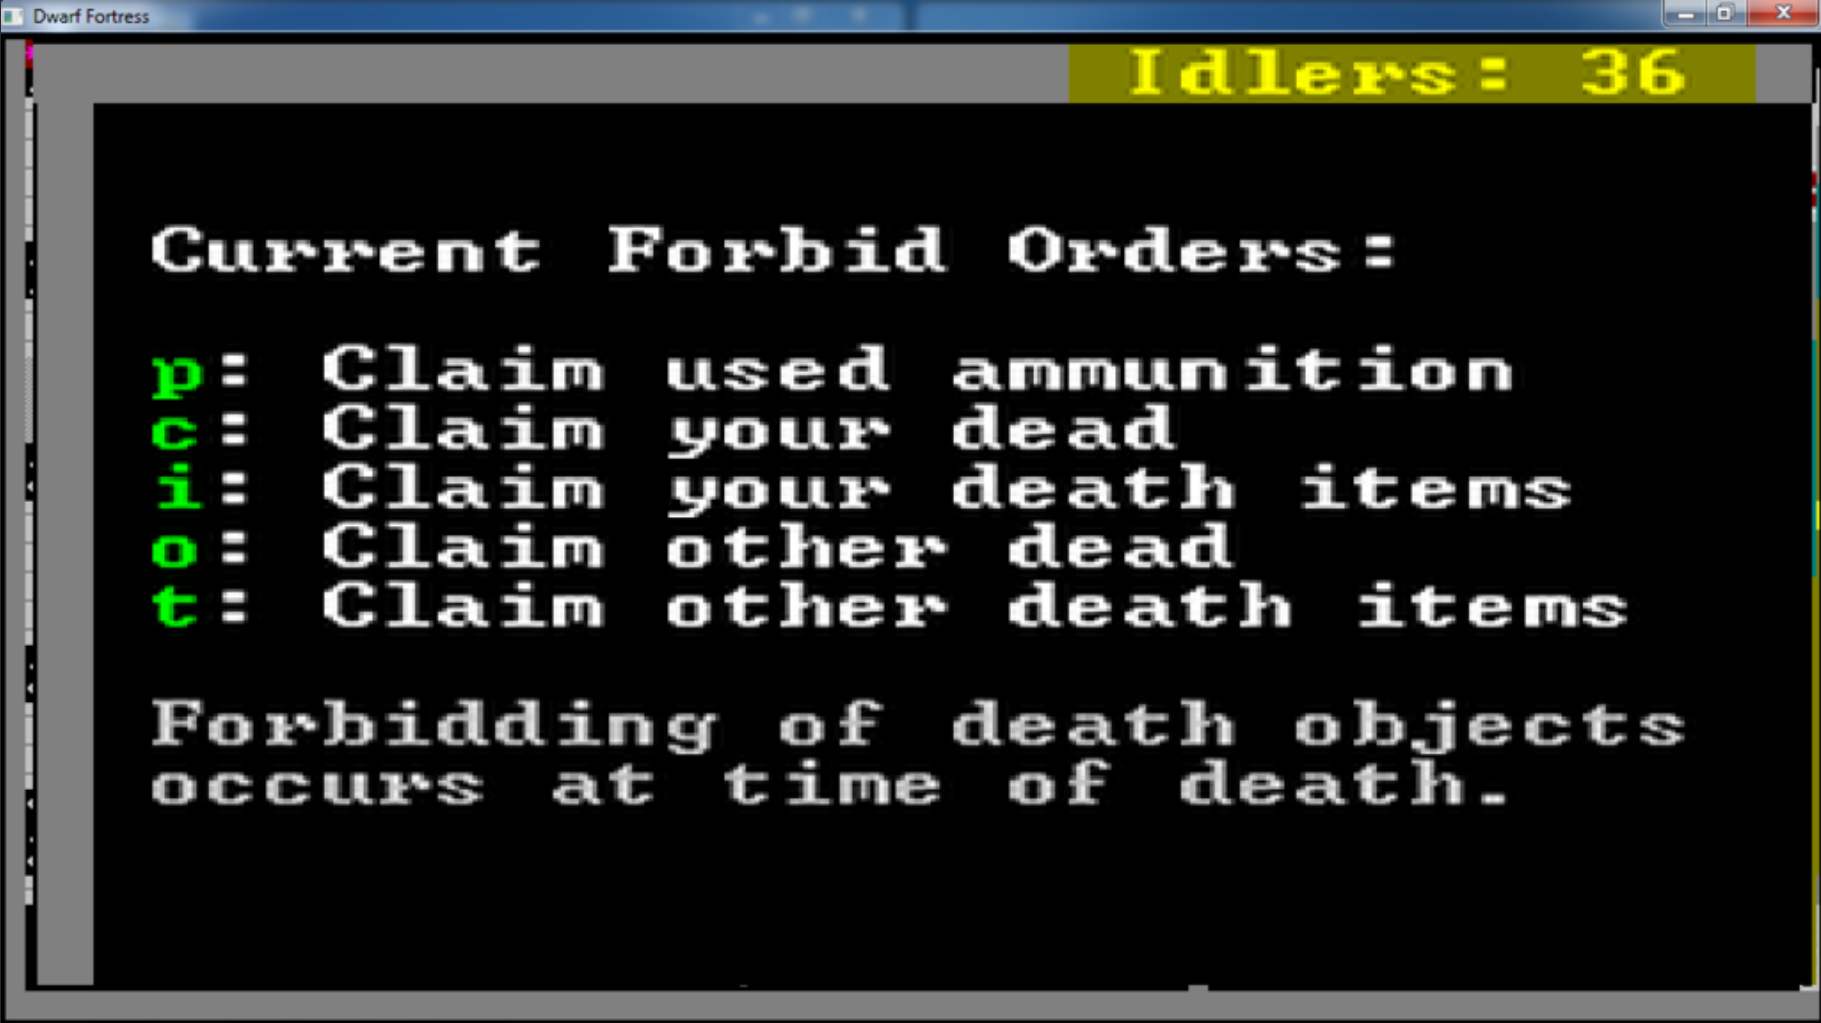 Dwarf Fortress
Idlers: 36
Current Forbid Orders:
p: Claim used ammunition
c: Claim your dead
i: Claim your death items
o: Claim other dead
t: Claim other death items
Forbidding of death objects
occurs at time of death.